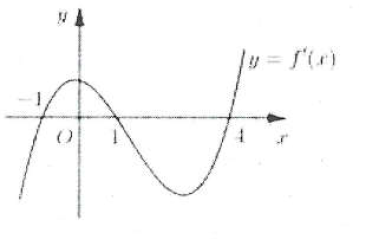 y
y = f'(x)
-1
O 1 4 x